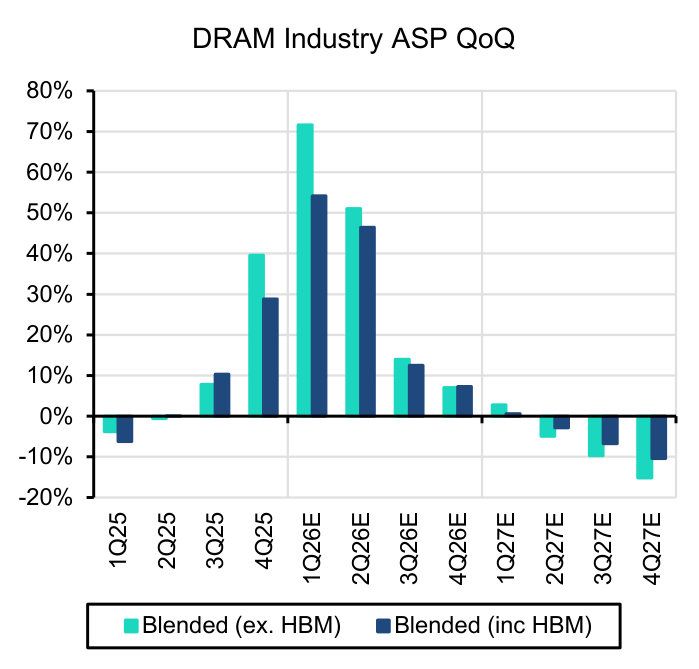 DRAM Industry ASP QoQ
80%
70%
60%
50%
40%
30%
20%
10%
0%
-10%
-20%
1Q25
2Q25
3Q25
4Q25
1Q26E
2Q26E
3Q26E
4Q26E
1Q27E
2Q27E
3Q27E
4Q27E
Blended (ex. HBM)
Blended (inc HBM)